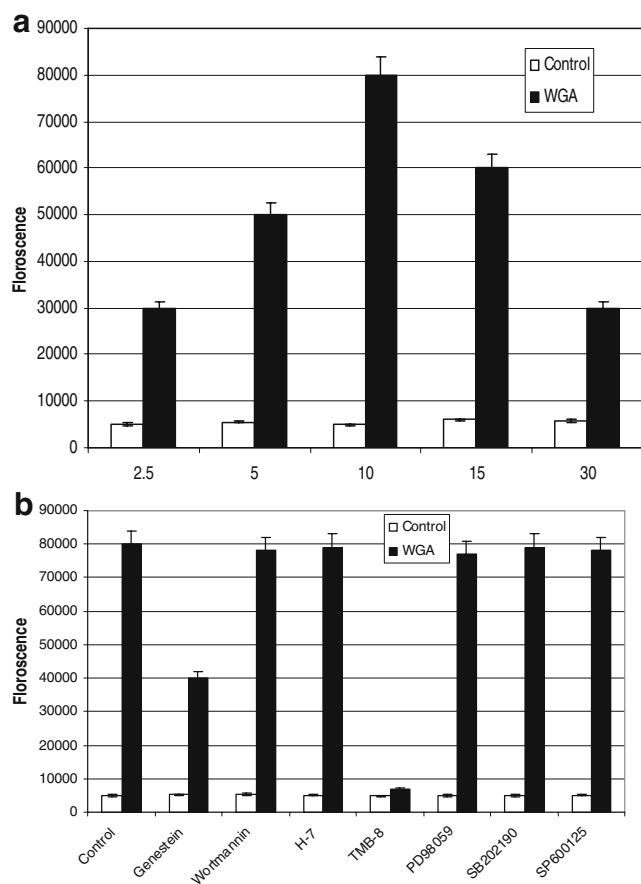 a
90000
80000
70000
60000
50000
40000
30000
20000
10000
0
Floroscence
Control
WGA
2.5 5 10 15 30
b
90000
80000
70000
60000
50000
40000
30000
20000
10000
0
Floroscence
Control
WGA
Control
Genestein
Wortmannin
H-7
TMB-8
PD98059
SB202190
SP600125